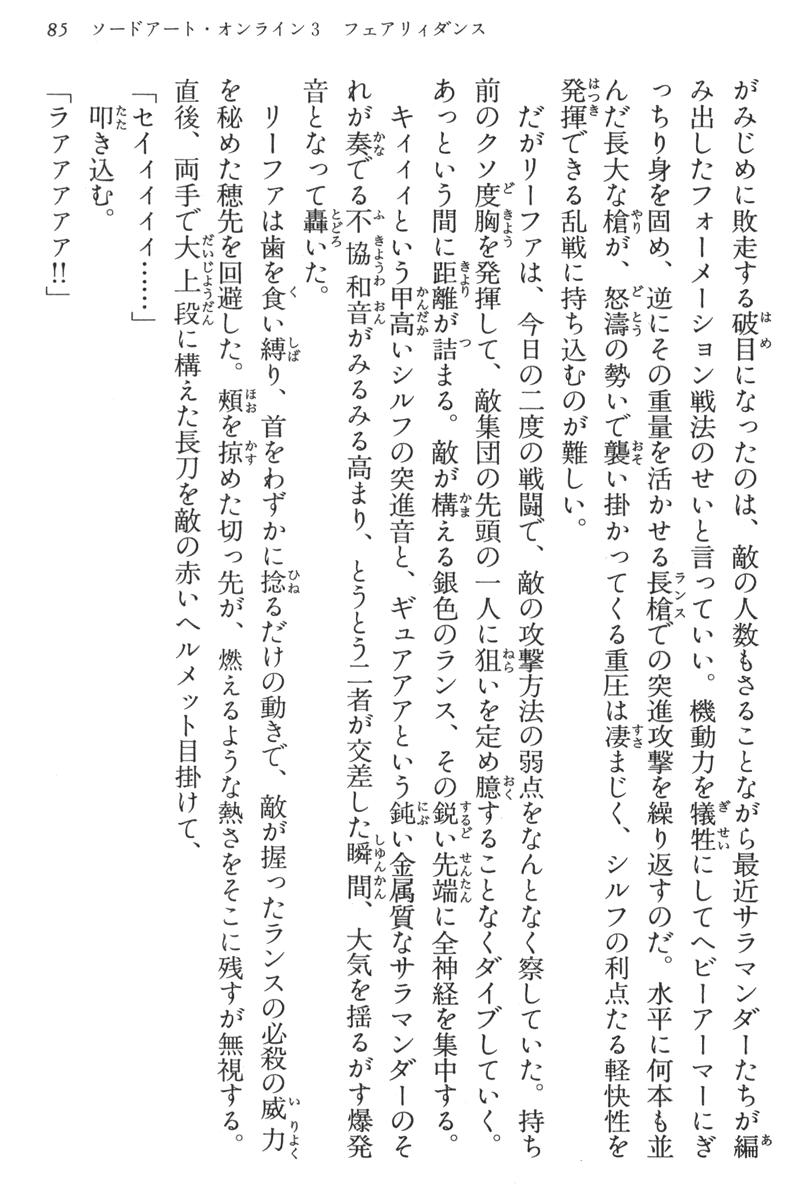 85 ソードアート・オンライン3 フェアリィダンス
がみじめに敗走する破目になったのは、敵の人数もさることながら最近サラマンダーたちが編
み出したフォーメーション戦法のせいと言っていい。機動力を犠牲にしてヘビーアーマーにぎ
っちり身を固め、逆にその重量を活かせる長槍での突進攻撃を繰り返すのだ。水平に何本も並
んだ長大な槍が、怒濤の勢いで襲い掛かってくる重圧は凄まじく、シルフの利点たる軽快性を
発揮できる乱戦に持ち込むのが難しい。
だがリーファは、今日の二度の戦闘で、敵の攻撃方法の弱点をなんとなく察していた。持ち
前のクソ度胸を発揮して、敵集団の先頭の一人に狙いを定め臆することなくダイブしていく。
あっという間に距離が詰まる。敵が構える銀色のランス、その鋭い先端に全神経を集中する。
キィィィという甲高いシルフの突進音と、ギュアアアという鈍い金属質なサラマンダーのそ
れが奏でる不協和音がみるみる高まり、とうとう二者が交差した瞬間、大気を揺るがす爆発
音となって轟いた。
リーファは歯を食い縛り、首をわずかに捻るだけの動きで、敵が握ったランスの必殺の威力
を秘めた穂先を回避した。頰を掠めた切っ先が、燃えるような熱さをそこに残すが無視する。
直後、両手で大上段に構えた長刀を敵の赤いヘルメット目掛けて、
「セイィィィィ……」
叩き込む。
「ラァァァァァ!!」